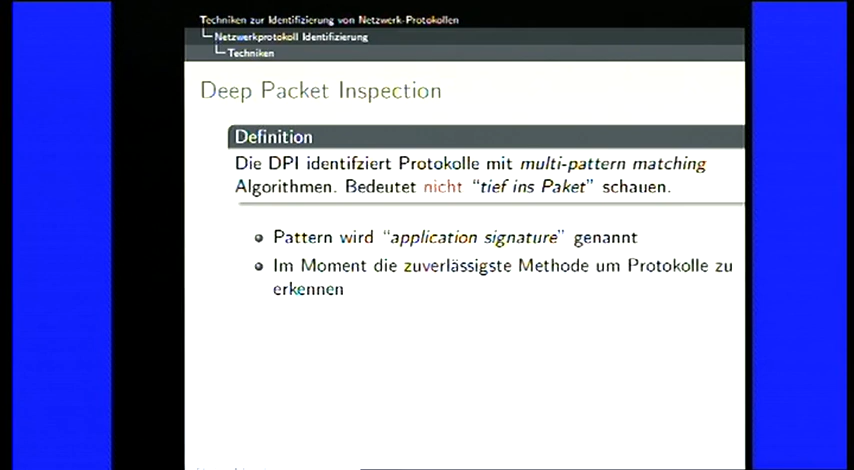 Techniken zur Identifizierung von Netzwerk-Protokollen
Netzwerkprotokoll Identifizierung
Techniken
Deep Packet Inspection
Definition
Die DPI identifziert Protokolle mit multi-pattern matching
Algorithmen. Bedeutet nicht “tief ins Paket” schauen.
Pattern wird “application signature” genannt
Im Moment die zuverlässigste Methode um Protokolle zu
erkennen